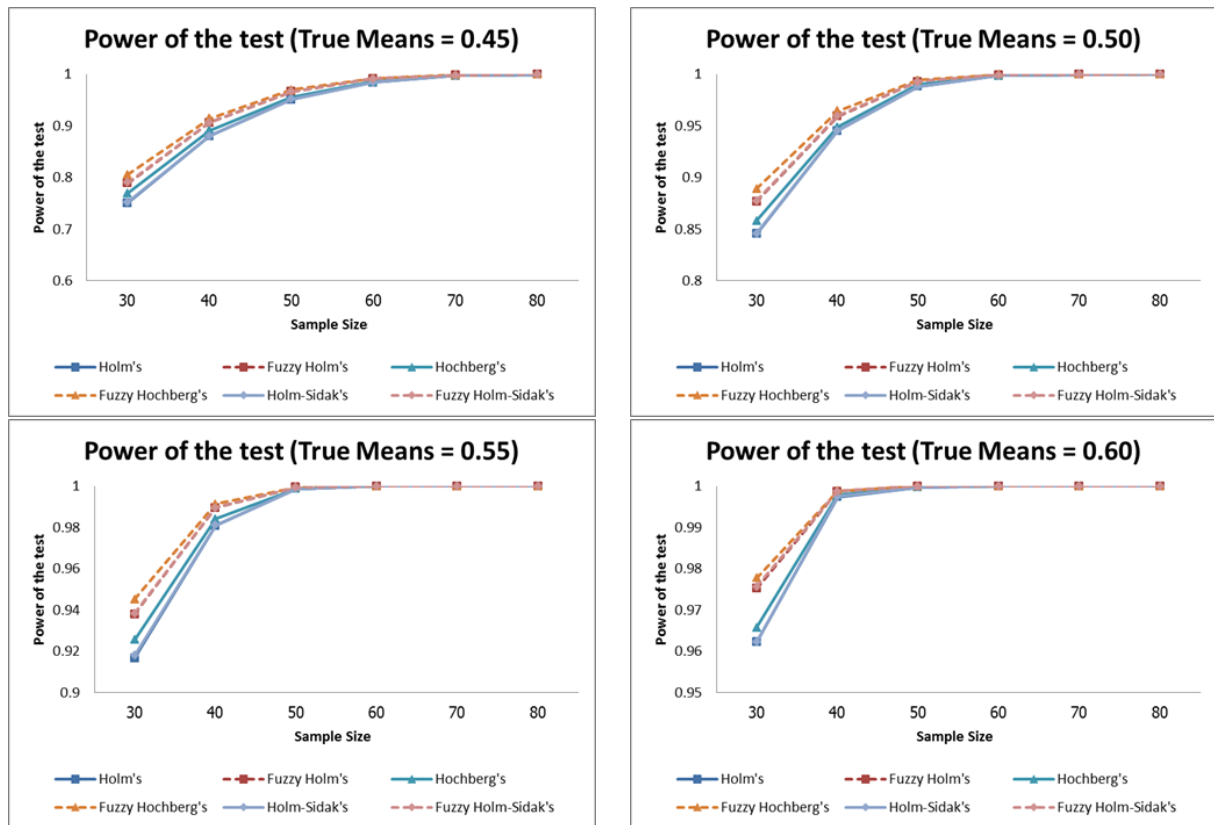 Power of the test (True Means = 0.45)
1
0.9
0.8
0.7
0.6
Power of the test
30 40 50 60 70 80
Sample Size
Holm's Fuzzy Holm's Hochberg's
Fuzzy Hochberg's Holm-Sidak's Fuzzy Holm-Sidak's
Power of the test (True Means = 0.50)
1
0.95
0.9
0.85
0.8
Power of the test
30 40 50 60 70 80
Sample Size
Holm's Fuzzy Holm's Hochberg's
Fuzzy Hochberg's Holm-Sidak's Fuzzy Holm-Sidak's
Power of the test (True Means = 0.55)
1
0.98
0.96
0.94
0.92
0.9
Power of the test
30 40 50 60 70 80
Sample Size
Holm's Fuzzy Holm's Hochberg's
Fuzzy Hochberg's Holm-Sidak's Fuzzy Holm-Sidak's
Power of the test (True Means = 0.60)
1
0.99
0.98
0.97
0.96
0.95
Power of the test
30 40 50 60 70 80
Sample Size
Holm's Fuzzy Holm's Hochberg's
Fuzzy Hochberg's Holm-Sidak's Fuzzy Holm-Sidak's